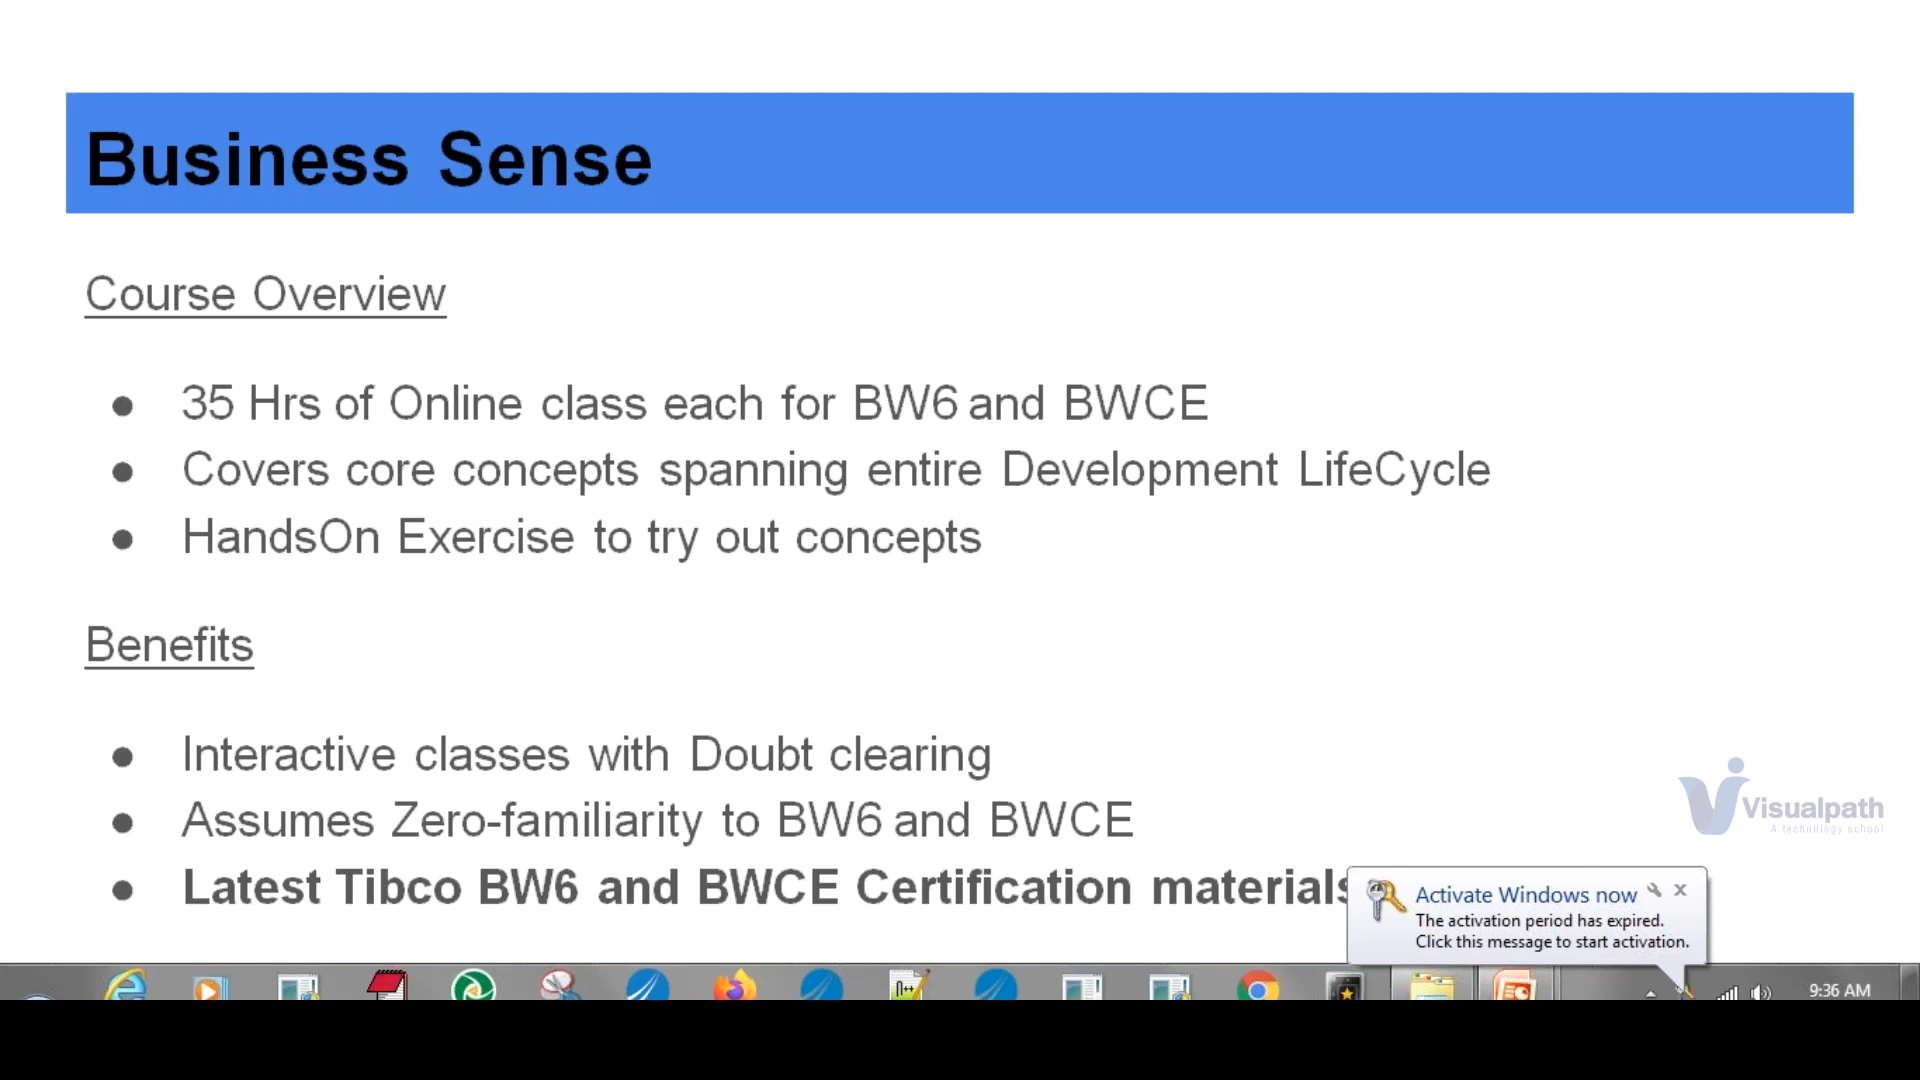 Business Sense
Course Overview
● 35 Hrs of Online class each for BW6 and BWCE
● Covers core concepts spanning entire Development LifeCycle
● HandsOn Exercise to try out concepts
Benefits
● Interactive classes with Doubt clearing
● Assumes Zero-familiarity to BW6 and BWCE
● Latest Tibco BW6 and BWCE Certification materials
Visualpath
A technology school
Activate Windows now
The activation period has expired.
Click this message to start activation.
9:36 AM